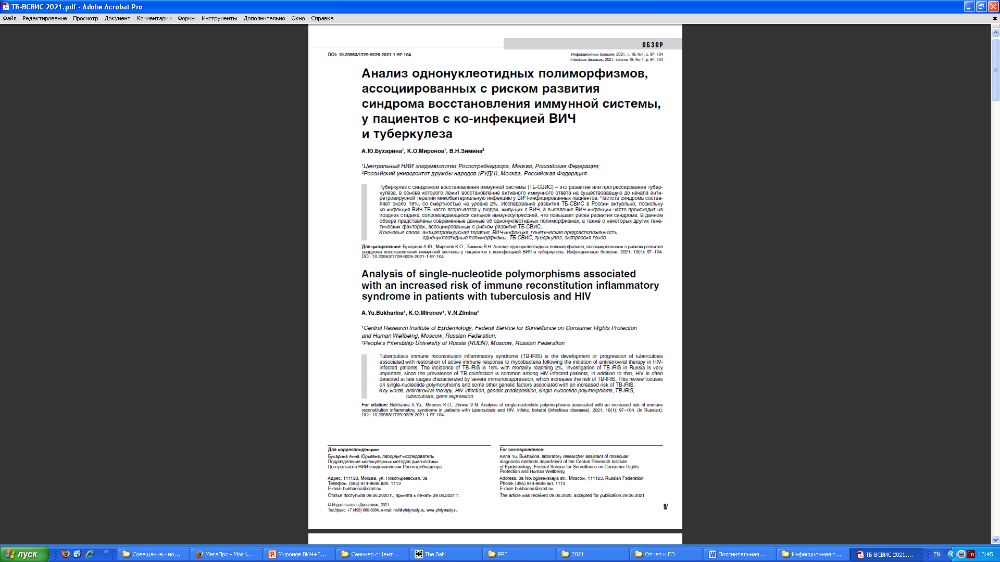 ТБ-ВСВИС 2021.pdf - Adobe Acrobat Pro
Файл Редактирование Просмотр Документ Комментарии Формы Инструменты Дополнительно Окно Справка
ОБЗОР
DOI: 10.20953/1729-9225-2021-1-97-104
Инфекционные болезни, 2021, т. 19, №1, с. 97–104
Infectious diseases, 2021, volume 19, No 1, p. 97–104
Анализ однонуклеотидных полиморфизмов,
ассоциированных с риском развития
синдрома восстановления иммунной системы,
у пациентов с ко-инфекцией ВИЧ
и туберкулеза
А.Ю.Бухарина¹, К.О.Миронов¹, В.Н.Зимина²
¹Центральный НИИ эпидемиологии Роспотребнадзора, Москва, Российская Федерация;
²Российский университет дружбы народов (РУДН), Москва, Российская Федерация
Туберкулез с синдромом восстановления иммунной системы (ТБ-СВИС) – это развитие или прогрессирование тубер-
кулеза, в основе которого лежит восстановление активного иммунного ответа на существовавшую до начала анти-
ретровирусной терапии микобактериальную инфекцию у ВИЧ-инфицированных пациентов. Частота синдрома состав-
ляет около 18%, со смертностью на уровне 2%. Исследование развития ТБ-СВИС в России актуально, поскольку
ко-инфекция ВИЧ-ТБ часто встречается у людей, живущих с ВИЧ, а выявление ВИЧ-инфекции часто происходит на
поздних стадиях, сопровождающихся сильной иммуносупрессией, что повышает риски развития синдрома. В данном
обзоре представлены современные данные об однонуклеотидных полиморфизмах, а также о некоторых других гене-
тических факторах, ассоциированных с риском развития ТБ-СВИС.
Ключевые слова: антиретровирусная терапия, ВИЧ-инфекция, генетическая предрасположенность,
однонуклеотидные полиморфизмы, ТБ-СВИС, туберкулез, экспрессия генов
Для цитирования: Бухарина А.Ю., Миронов К.О., Зимина В.Н. Анализ однонуклеотидных полиморфизмов, ассоциированных с риском развития
синдрома восстановления иммунной системы у пациентов с коинфекцией ВИЧ и туберкулеза. Инфекционные болезни. 2021; 19(1): 97–104.
DOI: 10.20953/1729-9225-2021-1-97-104
Analysis of single-nucleotide polymorphisms associated
with an increased risk of immune reconstitution inflammatory
syndrome in patients with tuberculosis and HIV
A.Yu.Bukharina¹, K.O.Mironov¹, V.N.Zimina²
¹Central Research Institute of Epidemiology, Federal Service for Surveillance on Consumer Rights Protection
and Human Wellbeing, Moscow, Russian Federation;
²People's Friendship University of Russia (RUDN), Moscow, Russian Federation
Tuberculosis immune reconstitution inflammatory syndrome (TB-IRIS) is the development or progression of tuberculosis
associated with restoration of active immune response to mycobacteria following the initiation of antiretroviral therapy in HIV-
infected patients. The incidence of TB-IRIS is 18% with mortality reaching 2%. Investigation of TB-IRIS in Russia is very
important, since the prevalence of TB coinfection is common among HIV-infected patients; in addition to that, HIV is often
detected at late stages characterized by severe immunosuppression, which increases the risk of TB-IRIS. This review focuses
on single-nucleotide polymorphisms and some other genetic factors associated with an increased risk of TB-IRIS.
Key words: antiretroviral therapy, HIV infection, genetic predisposition, single-nucleotide polymorphisms, TB-IRIS,
tuberculosis, gene expression
For citation: Bukharina A.Yu., Mironov K.O., Zimina V.N. Analysis of single-nucleotide polymorphisms associated with an increased risk of immune
reconstitution inflammatory syndrome in patients with tuberculosis and HIV. Infekc. bolezni (Infectious diseases). 2021; 19(1): 97–104. (In Russian).
DOI: 10.20953/1729-9225-2021-1-97-104
Для корреспонденции:
Бухарина Анна Юрьевна, лаборант-исследователь
Подразделения молекулярных методов диагностики
Центрального НИИ эпидемиологии Роспотребнадзора
Адрес: 111123, Москва, ул. Новогиреевская, 3а
Телефон: (495) 974-9646 доб. 1113
E-mail: bukharina@cmd.su
Статья поступила 09.06.2020 г., принята к печати 29.06.2021 г.
For correspondence:
Anna Yu. Bukharina, laboratory researcher assistant of molecular
diagnostic methods department of the Central Research Institute
of Epidemiology, Federal Service for Surveillance on Consumer Rights
Protection and Human Wellbeing
Address: 3a Novogireevskaya str., Moscow, 111123, Russian Federation
Phone: (495) 974-9646 ext. 1113
E-mail: bukharina@cmd.su
The article was received 09.06.2020, accepted for publication 29.06.2021
© Издательство «Династия», 2021
Тел./факс: +7 (495) 660-6004, e-mail: red@phdynasty.ru, www.phdynasty.ru
97
пуск Совещание - но... МегаПро - Mozill... Миронов ВИЧ+Т... Семинар с Цент... The Bat! PPT 2021 Отчет и ПЗ Пояснительная ... Инфекционная г... ТБ-ВСВИС 2021.... EN En 15:45